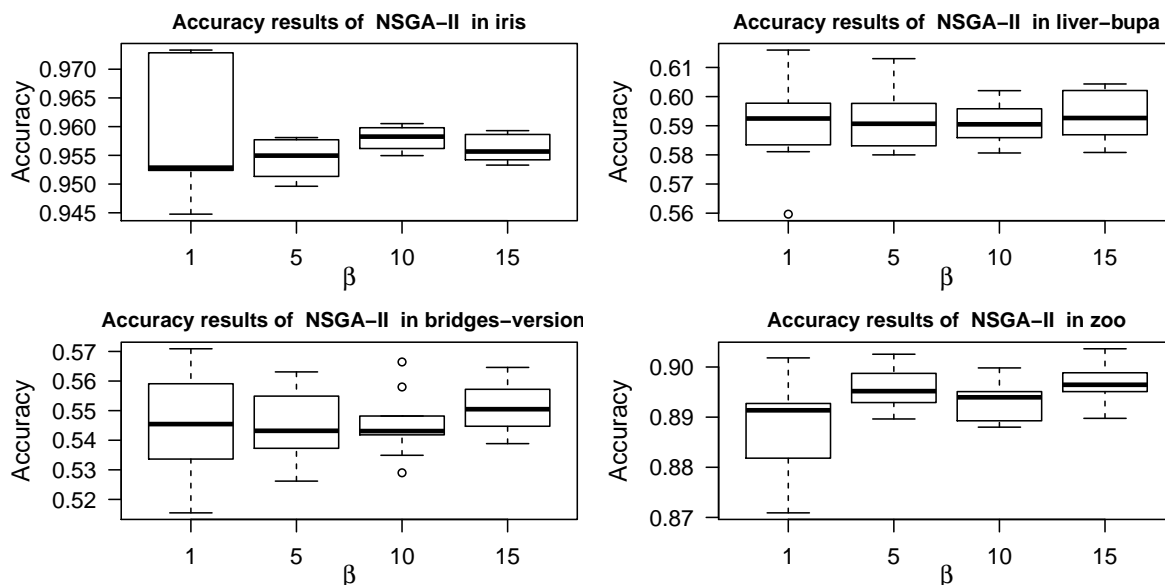 Accuracy results of NSGA−II in iris
Accuracy
0.970
0.965
0.960
0.955
0.950
0.945
1 5 10 15
β
Accuracy results of NSGA−II in liver−bupa
Accuracy
0.61
0.60
0.59
0.58
0.57
0.56
1 5 10 15
β
Accuracy results of NSGA−II in bridges−version
Accuracy
0.57
0.56
0.55
0.54
0.53
0.52
1 5 10 15
β
Accuracy results of NSGA−II in zoo
Accuracy
0.90
0.89
0.88
0.87
1 5 10 15
β